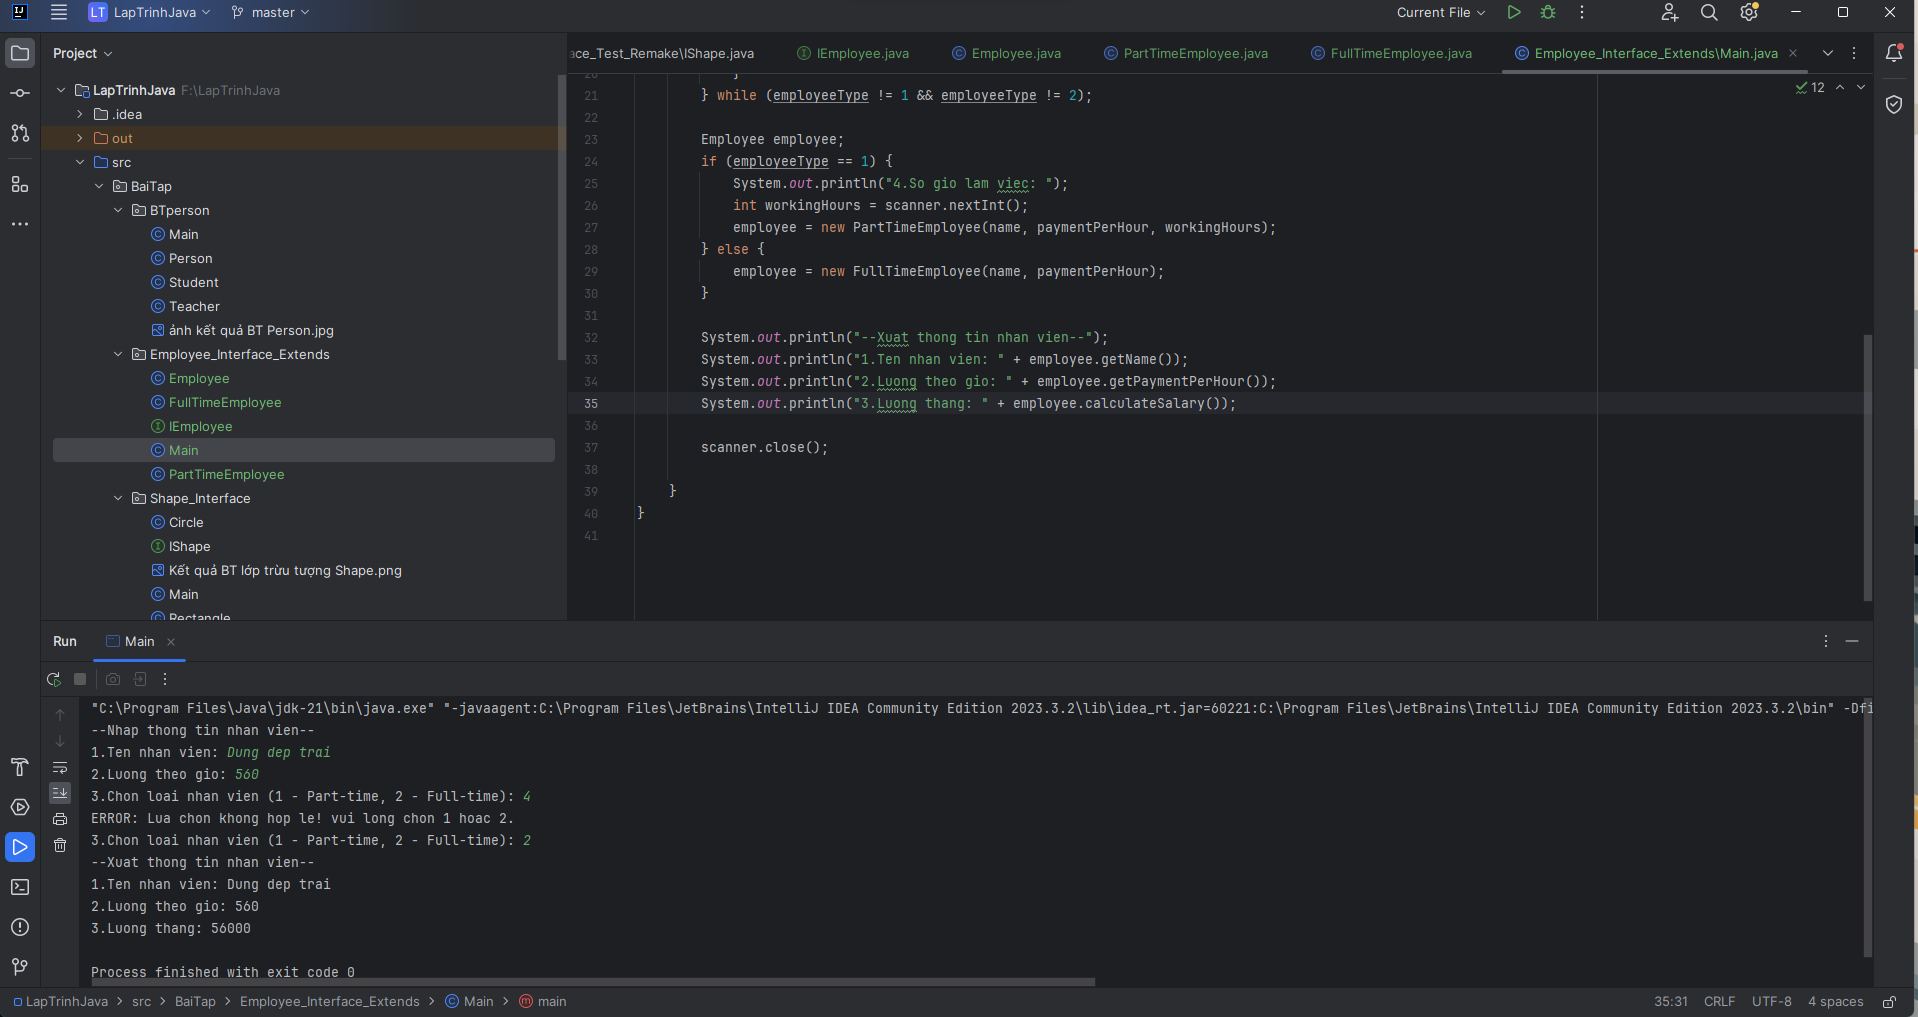 LT LapTrinhJava master Current File
Project
ace_Test_Remake\IShape.java IEmployee.java Employee.java PartTimeEmployee.java FullTimeEmployee.java Employee_Interface_Extends\Main.java
LapTrinhJava F:\LapTrinhJava
.idea
out
src
BaiTap
BTperson
Main
Person
Student
Teacher
ảnh kết quả BT Person.jpg
Employee_Interface_Extends
Employee
FullTimeEmployee
IEmployee
Main
PartTimeEmployee
Shape_Interface
Circle
IShape
Kết quả BT lớp trừu tượng Shape.png
Main
Rectangle
12
20 }
21 } while (employeeType != 1 && employeeType != 2);
22
23 Employee employee;
24 if (employeeType == 1) {
25 System.out.println("4.So gio lam viec: ");
26 int workingHours = scanner.nextInt();
27 employee = new PartTimeEmployee(name, paymentPerHour, workingHours);
28 } else {
29 employee = new FullTimeEmployee(name, paymentPerHour);
30 }
31
32 System.out.println("--Xuat thong tin nhan vien--");
33 System.out.println("1.Ten nhan vien: " + employee.getName());
34 System.out.println("2.Luong theo gio: " + employee.getPaymentPerHour());
35 System.out.println("3.Luong thang: " + employee.calculateSalary());
36
37 scanner.close();
38
39 }
40 }
41
Run Main
"C:\Program Files\Java\jdk-21\bin\java.exe" "-javaagent:C:\Program Files\JetBrains\IntelliJ IDEA Community Edition 2023.3.2\lib\idea_rt.jar=60221:C:\Program Files\JetBrains\IntelliJ IDEA Community Edition 2023.3.2\bin" -Dfi
--Nhap thong tin nhan vien--
1.Ten nhan vien: Dung dep trai
2.Luong theo gio: 560
3.Chon loai nhan vien (1 - Part-time, 2 - Full-time): 4
ERROR: Lua chon khong hop le! vui long chon 1 hoac 2.
3.Chon loai nhan vien (1 - Part-time, 2 - Full-time): 2
--Xuat thong tin nhan vien--
1.Ten nhan vien: Dung dep trai
2.Luong theo gio: 560
3.Luong thang: 56000
Process finished with exit code 0
LapTrinhJava > src > BaiTap > Employee_Interface_Extends > Main > main 35:31 CRLF UTF-8 4 spaces